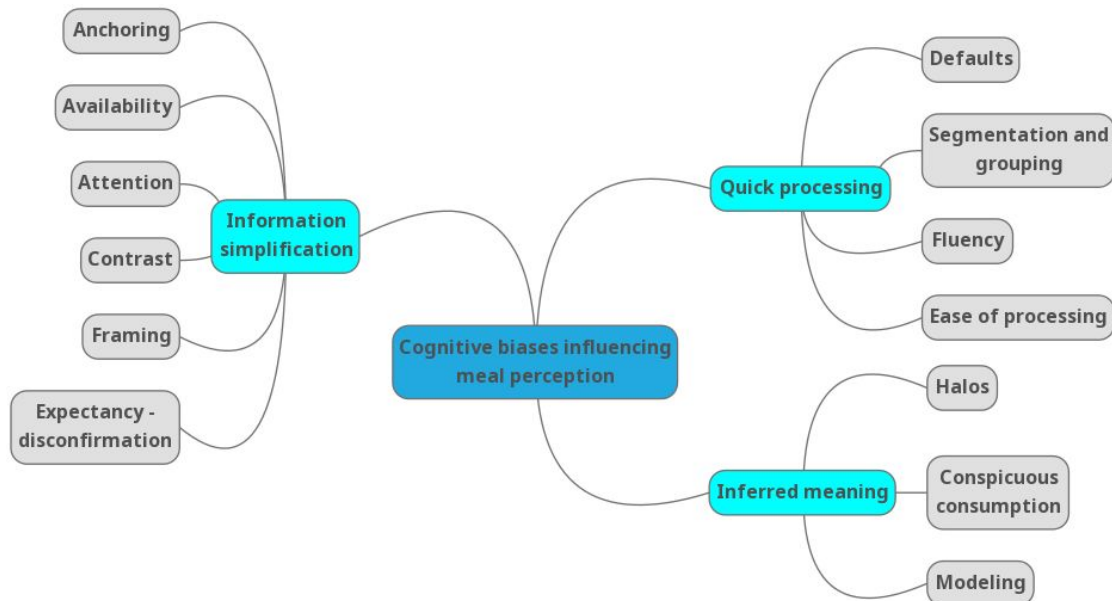 Anchoring
Availability
Attention
Contrast
Framing
Expectancy -
disconfirmation
Information
simplification
Cognitive biases influencing
meal perception
Quick processing
Defaults
Segmentation and
grouping
Fluency
Ease of processing
Inferred meaning
Halos
Conspicuous
consumption
Modeling